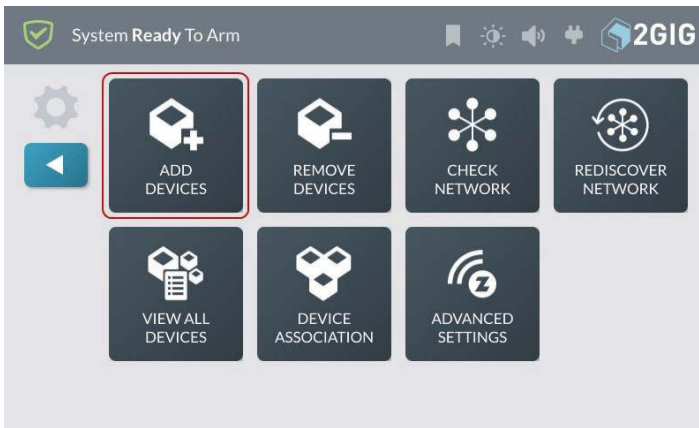 System Ready To Arm
2GIG
ADD
DEVICES
REMOVE
DEVICES
CHECK
NETWORK
REDISCOVER
NETWORK
VIEW ALL
DEVICES
DEVICE
ASSOCIATION
ADVANCED
SETTINGS